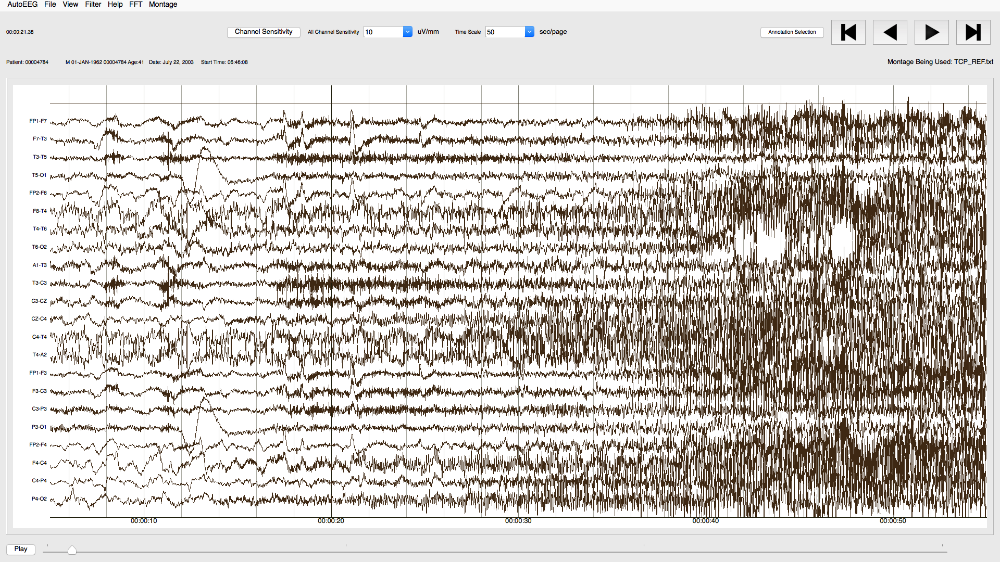 AutoEEG File View Filter Help FFT Montage
00:00:21.38 Channel Sensitivity All Channel Sensitivity 10 uV/mm Time Scale 50 sec/page Annotation Selection
Patient: 00004784 M 01-JAN-1962 00004784 Age:41 Date: July 22, 2003 Start Time: 06:46:08 Montage Being Used: TCP_REF.txt
FP1-F7
F7-T3
T3-T5
T5-O1
FP2-F8
F8-T4
T4-T6
T6-O2
A1-T3
T3-C3
C3-CZ
CZ-C4
C4-T4
T4-A2
FP1-F3
F3-C3
C3-P3
P3-O1
FP2-F4
F4-C4
C4-P4
P4-O2
00:00:10 00:00:20 00:00:30 00:00:40 00:00:50
Play